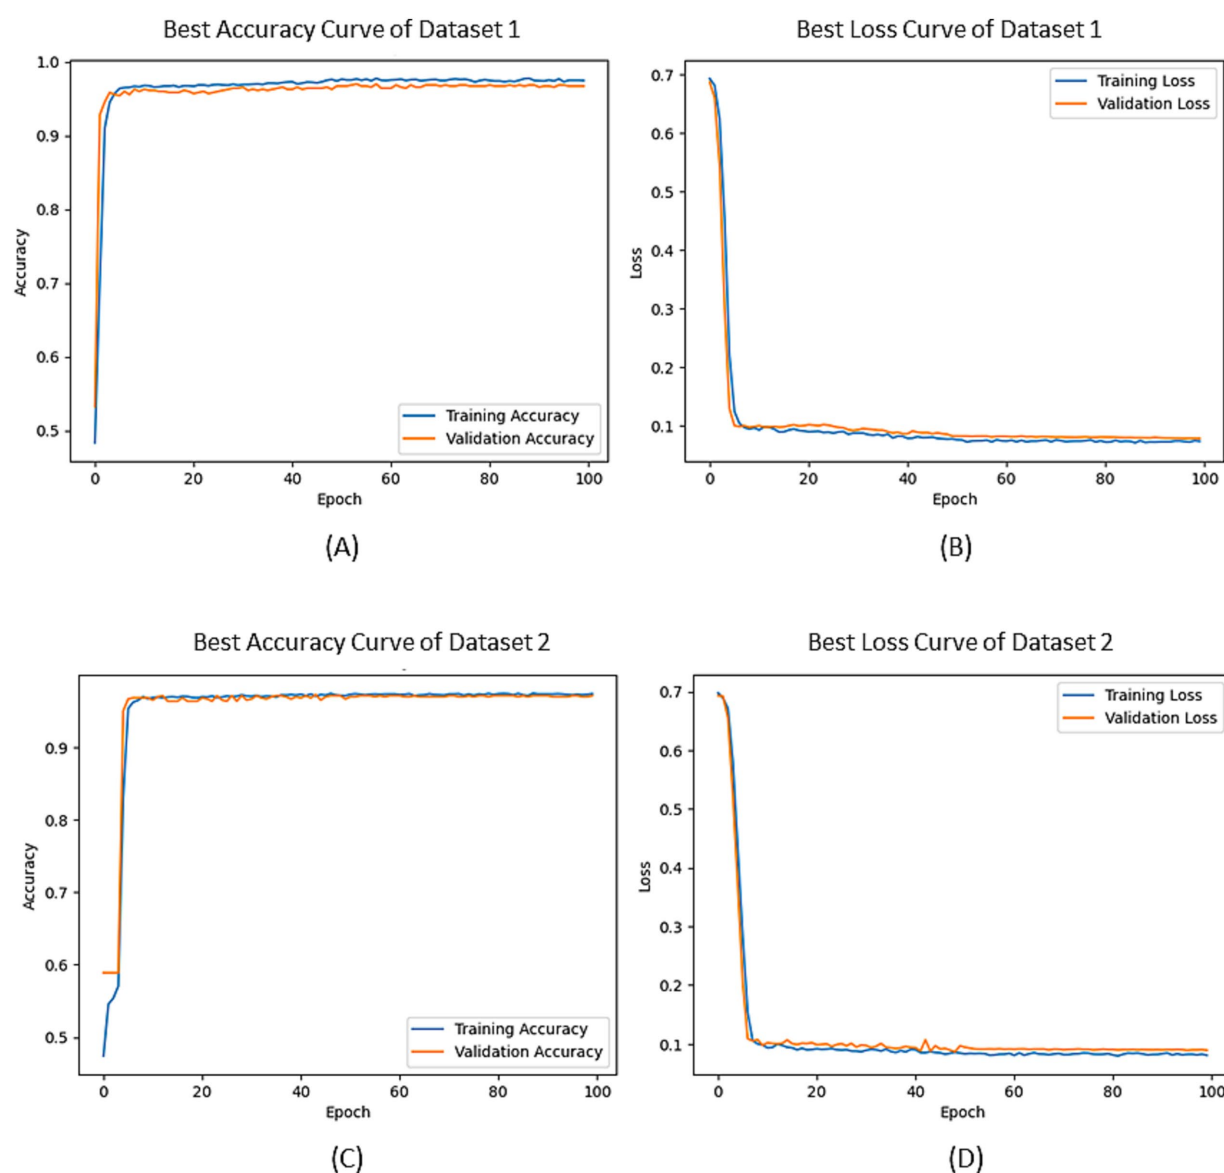 Best Accuracy Curve of Dataset 1
1.0
0.9
0.8
0.7
0.6
0.5
Accuracy
Training Accuracy
Validation Accuracy
0 20 40 60 80 100
Epoch
(A)
Best Loss Curve of Dataset 1
0.7
0.6
0.5
0.4
0.3
0.2
0.1
Loss
Training Loss
Validation Loss
0 20 40 60 80 100
Epoch
(B)
Best Accuracy Curve of Dataset 2
0.9
0.8
0.7
0.6
0.5
Accuracy
Training Accuracy
Validation Accuracy
0 20 40 60 80 100
Epoch
(C)
Best Loss Curve of Dataset 2
0.7
0.6
0.5
0.4
0.3
0.2
0.1
Loss
Training Loss
Validation Loss
0 20 40 60 80 100
Epoch
(D)